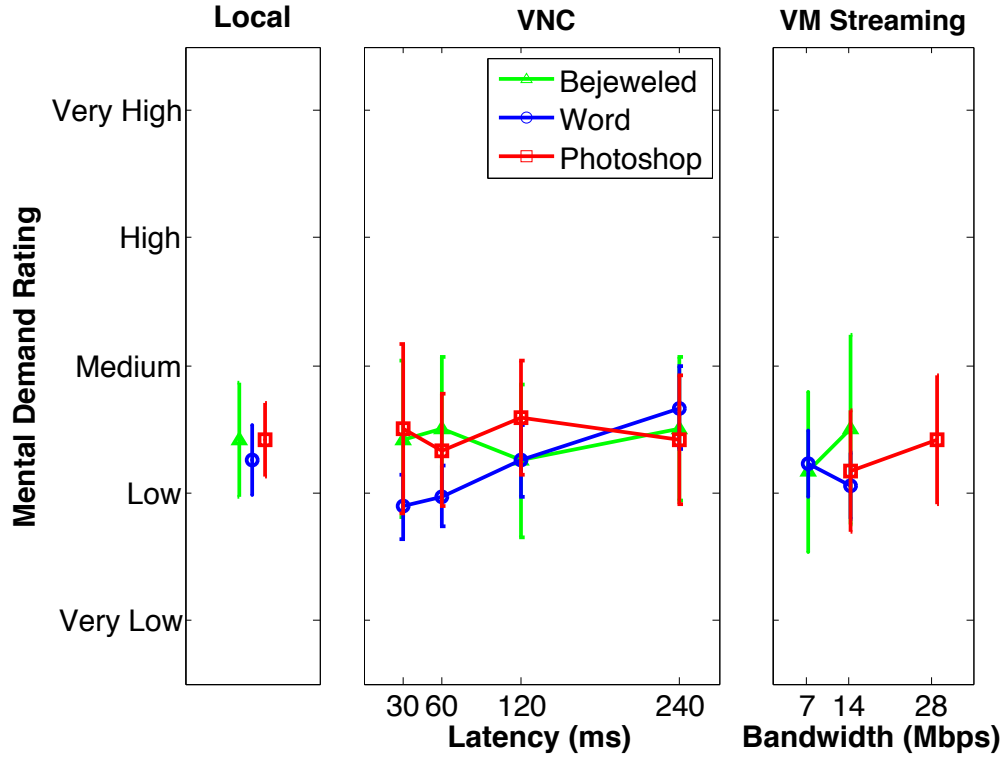 Local
VNC
VM Streaming
Bejeweled
Word
Photoshop
Mental Demand Rating
Very High
High
Medium
Low
Very Low
30 60 120 240
Latency (ms)
7 14 28
Bandwidth (Mbps)